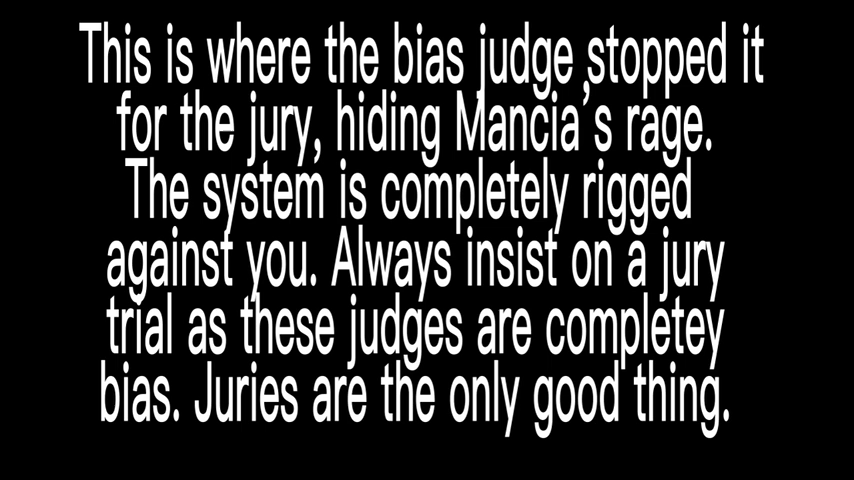 This is where the bias judge stopped it
for the jury, hiding Mancia's rage.
The system is completely rigged
against you. Always insist on a jury
trial as these judges are completey
bias. Juries are the only good thing.